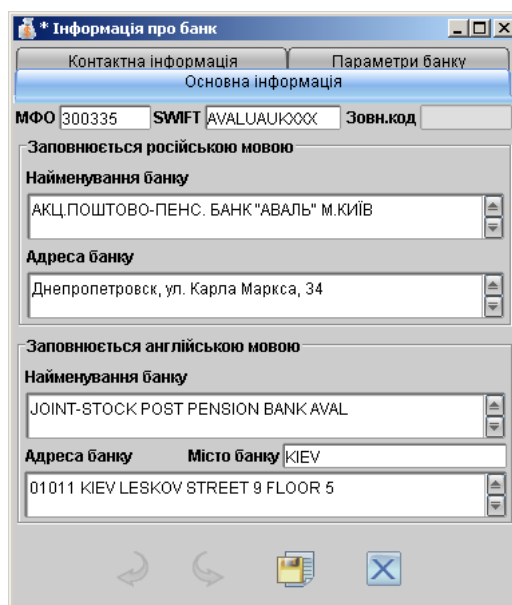 * Інформація про банк
Контактна інформація Параметри банку
Основна інформація
МФО 300335 SWIFT AVALUAUKXXX Зовн.код
Заповнюється російською мовою
Найменування банку
АКЦ.ПОШТОВО-ПЕНС. БАНК "АВАЛЬ" М.КИЇВ
Адреса банку
Днепропетровск, ул. Карла Маркса, 34
Заповнюється англійською мовою
Найменування банку
JOINT-STOCK POST PENSION BANK AVAL
Адреса банку Місто банку KIEV
01011 KIEV LESKOV STREET 9 FLOOR 5